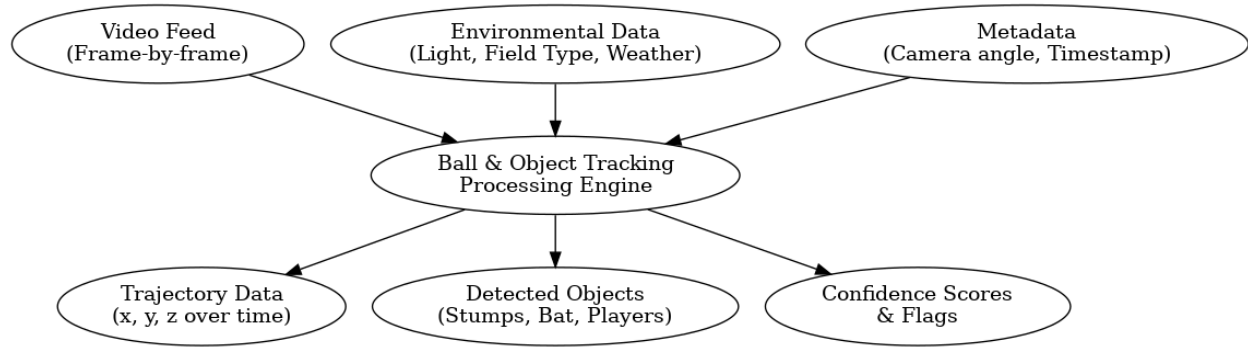 Video Feed
(Frame-by-frame)
Environmental Data
(Light, Field Type, Weather)
Metadata
(Camera angle, Timestamp)
Ball & Object Tracking
Processing Engine
Trajectory Data
(x, y, z over time)
Detected Objects
(Stumps, Bat, Players)
Confidence Scores
& Flags